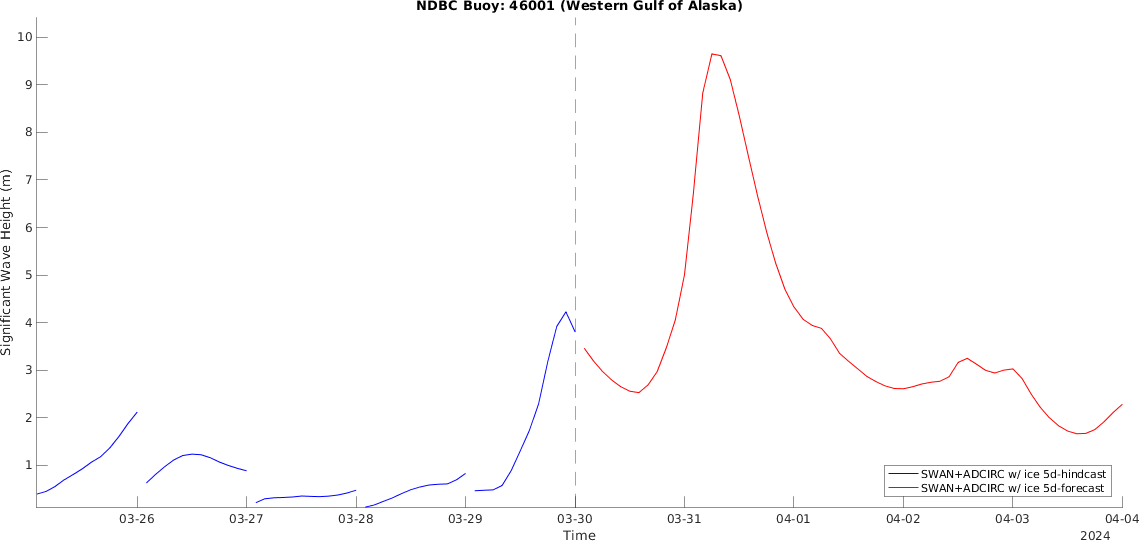 NDBC Buoy: 46001 (Western Gulf of Alaska)
10
9
8
7
6
5
4
3
2
1
Significant Wave Height (m)
SWAN+ADCIRC w/ ice 5d-hindcast
SWAN+ADCIRC w/ ice 5d-forecast
03-26 03-27 03-28 03-29 03-30 03-31 04-01 04-02 04-03 04-04
Time
2024